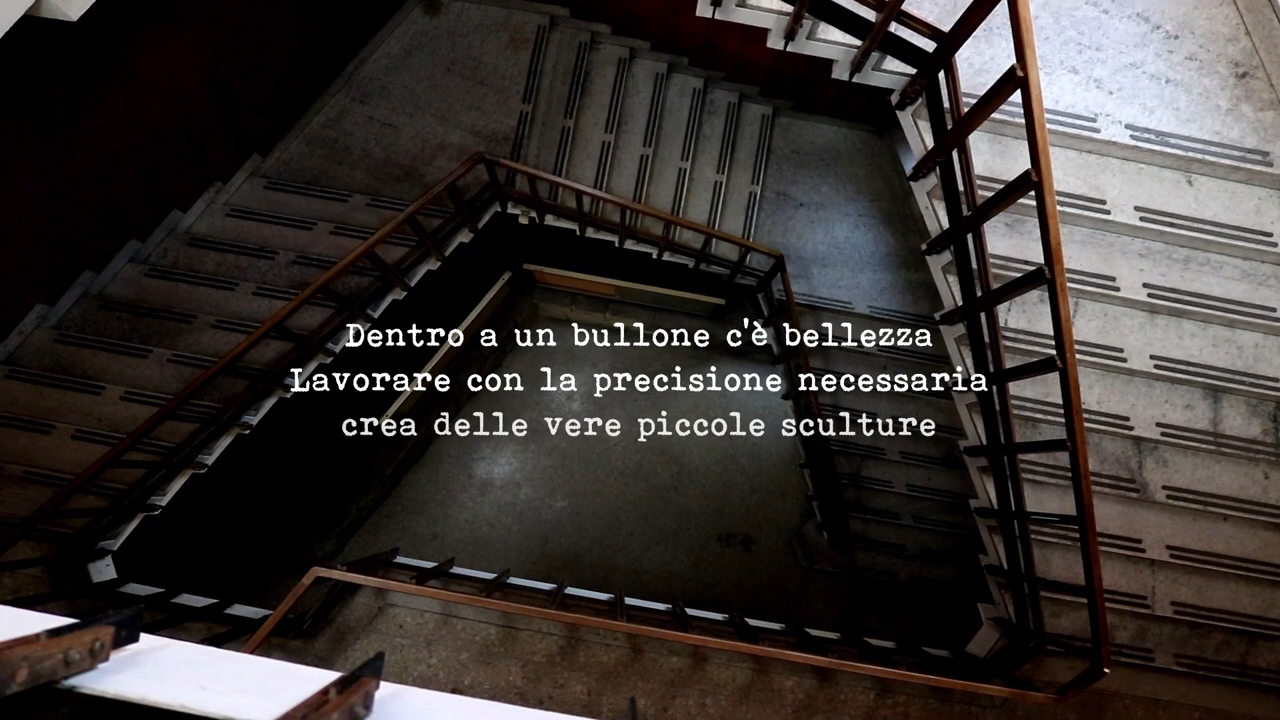 Dentro a un bullone c'è bellezza
Lavorare con la precisione necessaria
crea delle vere piccole sculture